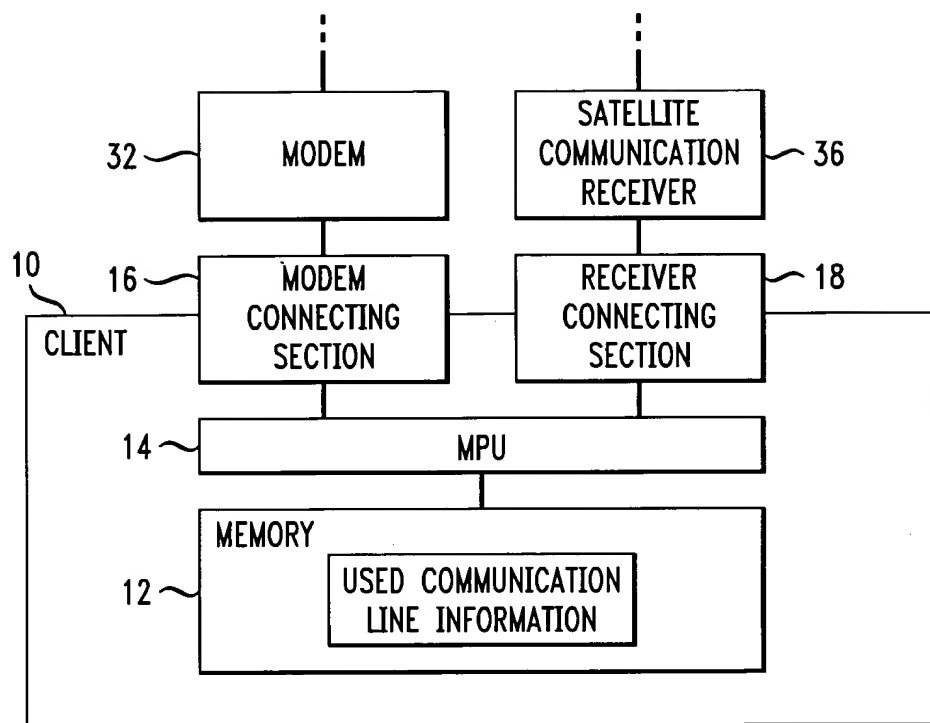 32
MODEM
SATELLITE
COMMUNICATION
RECEIVER
36
10
CLIENT
16
MODEM
CONNECTING
SECTION
RECEIVER
CONNECTING
SECTION
18
14
MPU
12
MEMORY
USED COMMUNICATION
LINE INFORMATION